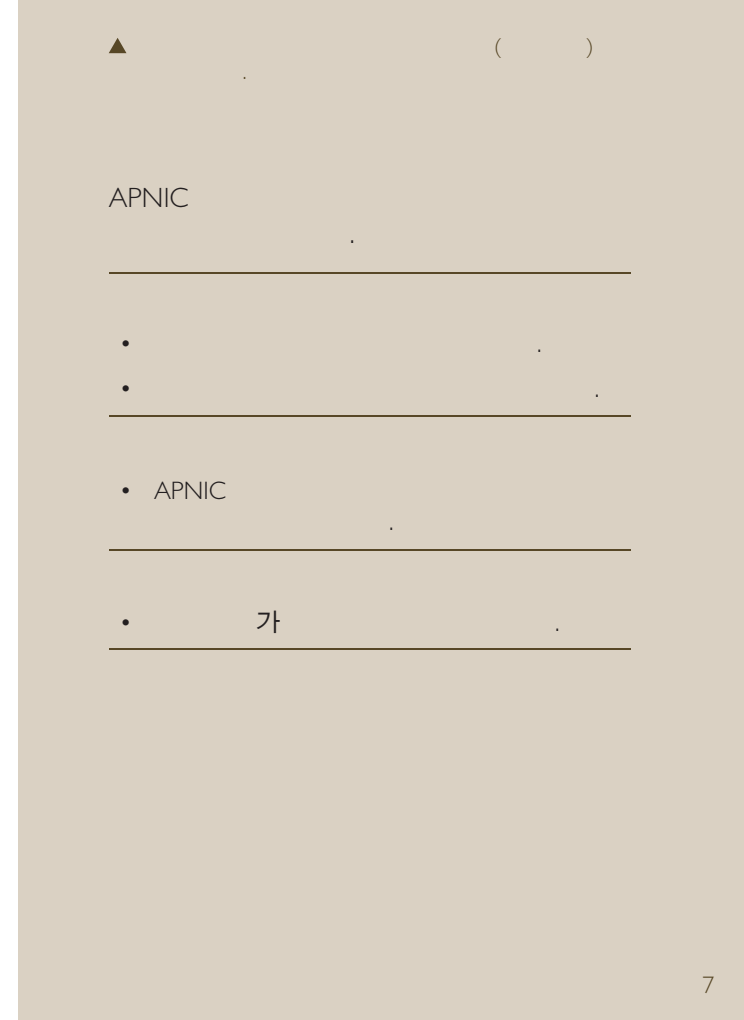 ▲ ( )
.
APNIC
.
• .
• .
• APNIC
.
• 가 .
7